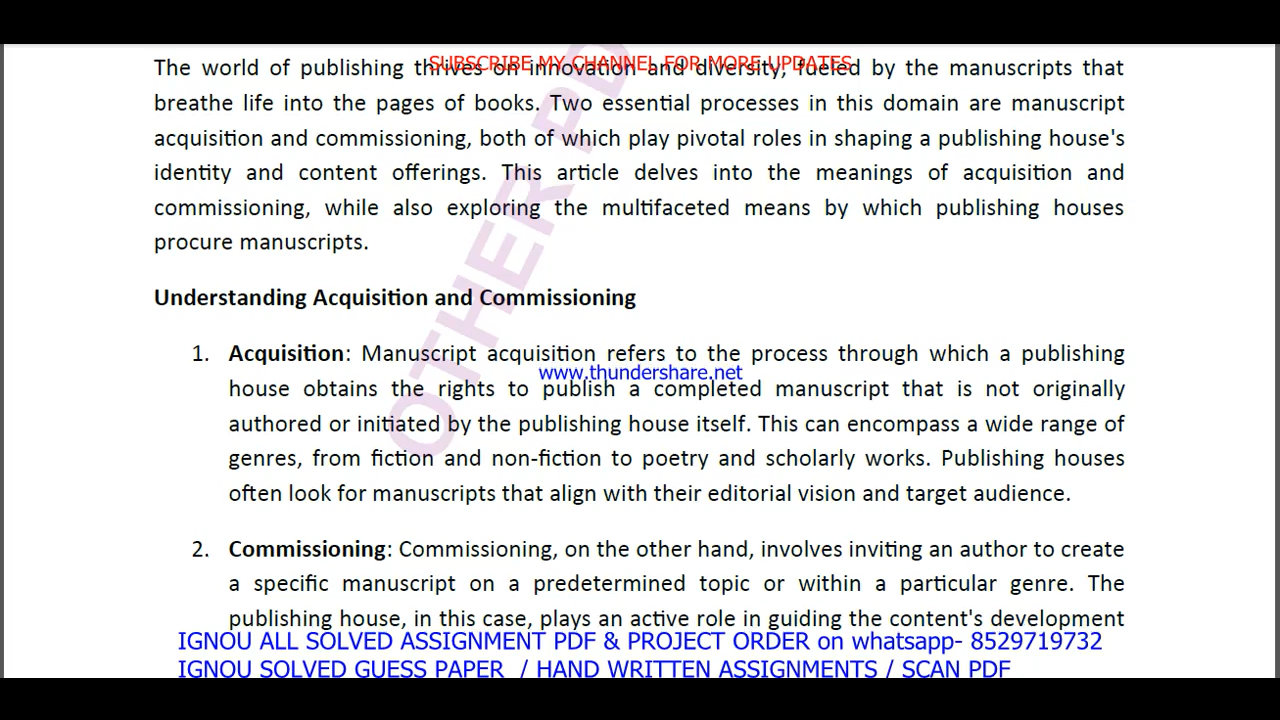 SUBSCRIBE MY CHANNEL FOR MORE UPDATES
The world of publishing thrives on innovation and diversity, fueled by the manuscripts that
breathe life into the pages of books. Two essential processes in this domain are manuscript
acquisition and commissioning, both of which play pivotal roles in shaping a publishing house's
identity and content offerings. This article delves into the meanings of acquisition and
commissioning, while also exploring the multifaceted means by which publishing houses
procure manuscripts.
Understanding Acquisition and Commissioning
1. Acquisition: Manuscript acquisition refers to the process through which a publishing
www.thundershare.net
house obtains the rights to publish a completed manuscript that is not originally
authored or initiated by the publishing house itself. This can encompass a wide range of
genres, from fiction and non-fiction to poetry and scholarly works. Publishing houses
often look for manuscripts that align with their editorial vision and target audience.
2. Commissioning: Commissioning, on the other hand, involves inviting an author to create
a specific manuscript on a predetermined topic or within a particular genre. The
publishing house, in this case, plays an active role in guiding the content's development
IGNOU ALL SOLVED ASSIGNMENT PDF & PROJECT ORDER on whatsapp- 8529719732
IGNOU SOLVED GUESS PAPER / HAND WRITTEN ASSIGNMENTS / SCAN PDF
OTHER PD